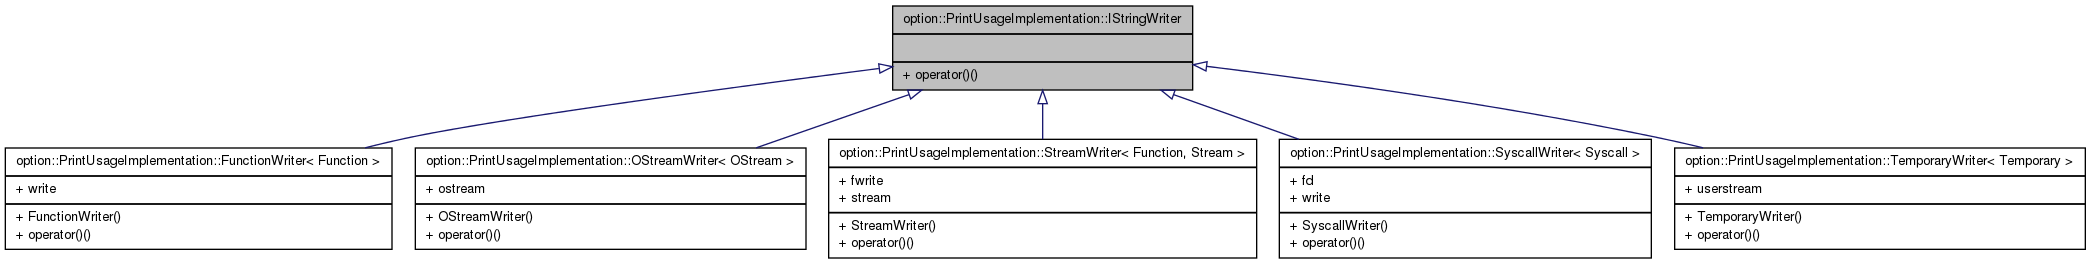 option::PrintUsageImplementation::IStringWriter
+ operator()()
option::PrintUsageImplementation::FunctionWriter< Function >
+ write
+ FunctionWriter()
+ operator()()
option::PrintUsageImplementation::OStreamWriter< OStream >
+ ostream
+ OStreamWriter()
+ operator()()
option::PrintUsageImplementation::StreamWriter< Function, Stream >
+ fwrite
+ stream
+ StreamWriter()
+ operator()()
option::PrintUsageImplementation::SyscallWriter< Syscall >
+ fd
+ write
+ SyscallWriter()
+ operator()()
option::PrintUsageImplementation::TemporaryWriter< Temporary >
+ userstream
+ TemporaryWriter()
+ operator()()